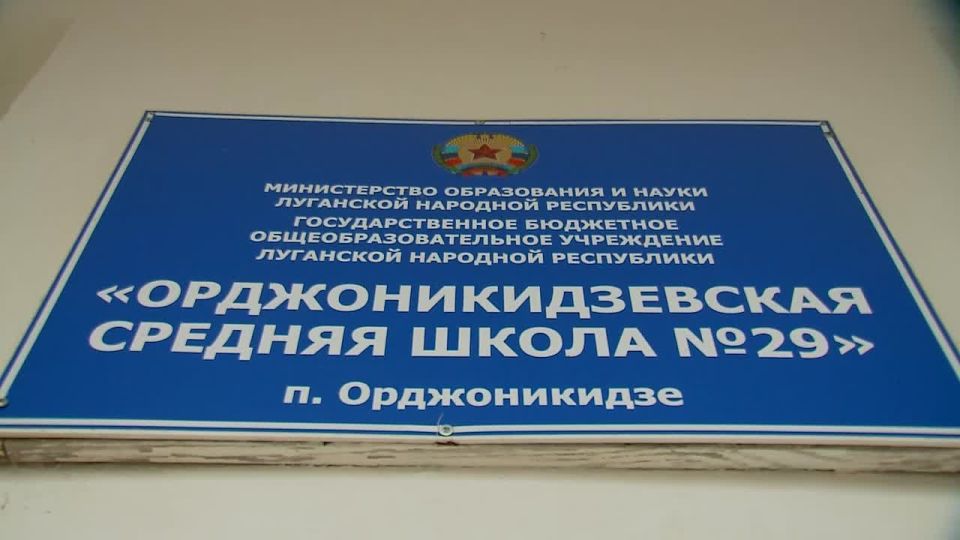 МИНИСТЕРСТВО ОБРАЗОВАНИЯ И НАУКИ
ЛУГАНСКОЙ НАРОДНОЙ РЕСПУБЛИКИ
ГОСУДАРСТВЕННОЕ БЮДЖЕТНОЕ
ОБЩЕОБРАЗОВАТЕЛЬНОЕ УЧРЕЖДЕНИЕ
ЛУГАНСКОЙ НАРОДНОЙ РЕСПУБЛИКИ
«ОРДЖОНИКИДЗЕВСКАЯ
СРЕДНЯЯ ШКОЛА №29»
п. Орджоникидзе